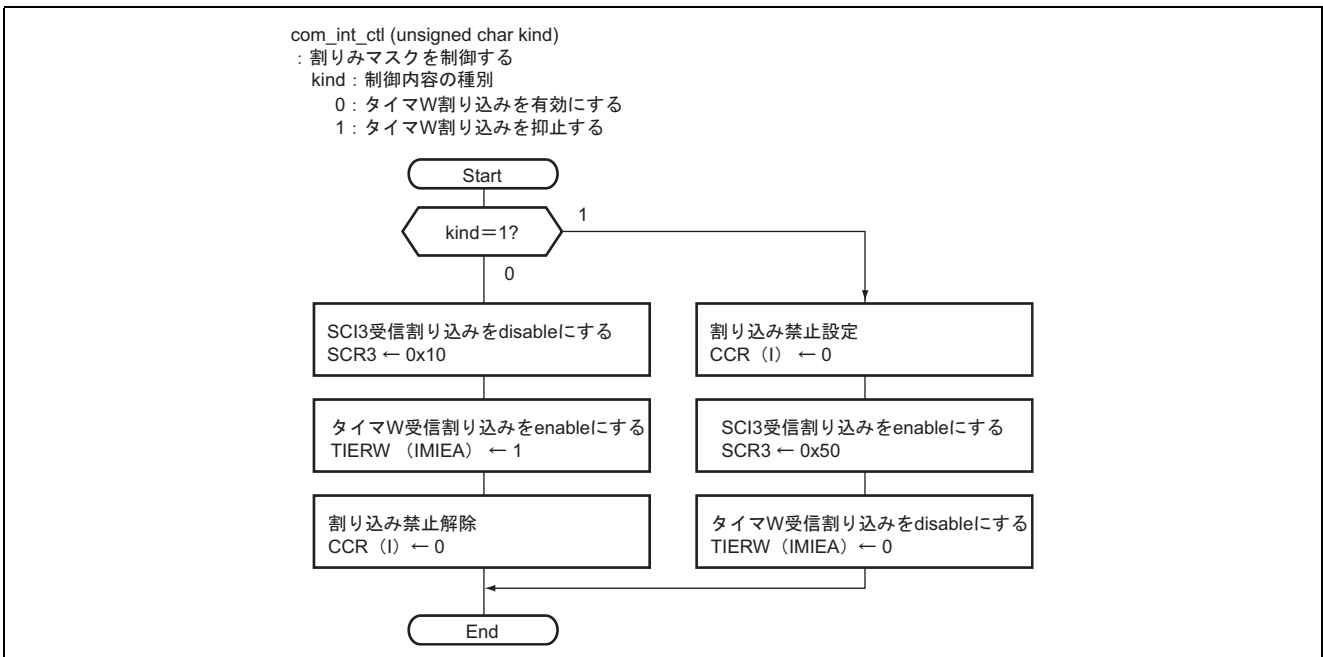 com_int_ctl (unsigned char kind)
：割りみマスクを制御する
kind：制御内容の種別
0：タイマW割り込みを有効にする
1：タイマW割り込みを抑止する
Start
kind＝1?
1
0
SCI3受信割り込みをdisableにする
SCR3 ← 0x10
タイマW受信割り込みをenableにする
TIERW （IMIEA） ← 1
割り込み禁止解除
CCR（I）← 0
割り込み禁止設定
CCR（I） ← 0
SCI3受信割り込みをenableにする
SCR3 ← 0x50
タイマW受信割り込みをdisableにする
TIERW（IMIEA）← 0
End